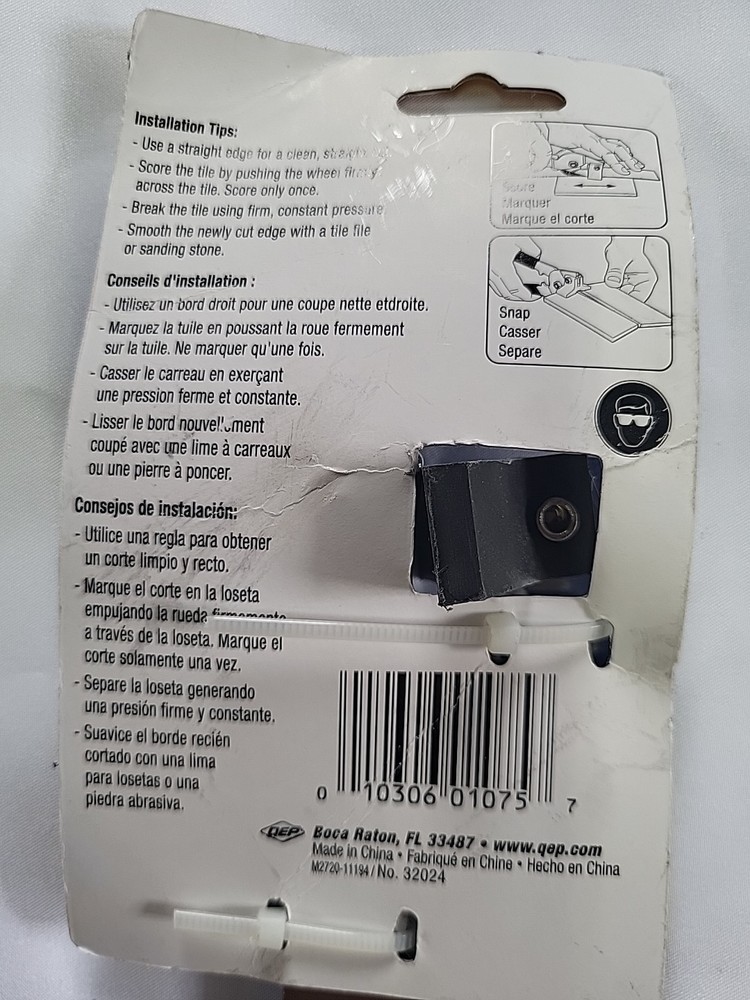 Installation Tips:
- Use a straight edge for a clean,
- Score the tile by pushing the wheel firmly
across the tile. Score only once.
- Break the tile using firm, constant pressure
- Smooth the newly cut edge with a tile file
or sanding stone.
Conseils d'installation :
- Utilisez un bord droit pour une coupe nette etdroite.
- Marquez la tuile en poussant la roue fermement
sur la tuile. Ne marquer qu'une fois.
- Casser le carreau en exerçant
une pression ferme et constante.
- Lisser le bord nouvellement
coupé avec une lime à carreaux
ou une pierre à poncer.
Consejos de instalación:
- Utilice una regla para obtener
un corte limpio y recto.
- Marque el corte en la loseta
empujando la rueda firmemente
a través de la loseta. Marque el
corte solamente una vez.
- Separe la loseta generando
una presión firme y constante.
- Suavice el borde recién
cortado con una lima
para losetas o una
piedra abrasiva.
Score
Marquer
Marque el corte
Snap
Casser
Separe
0 10306 01075 7
QEP Boca Raton, FL 33487 • www.qep.com
Made in China • Fabriqué en Chine • Hecho en China
M2720-11194 / No. 32024